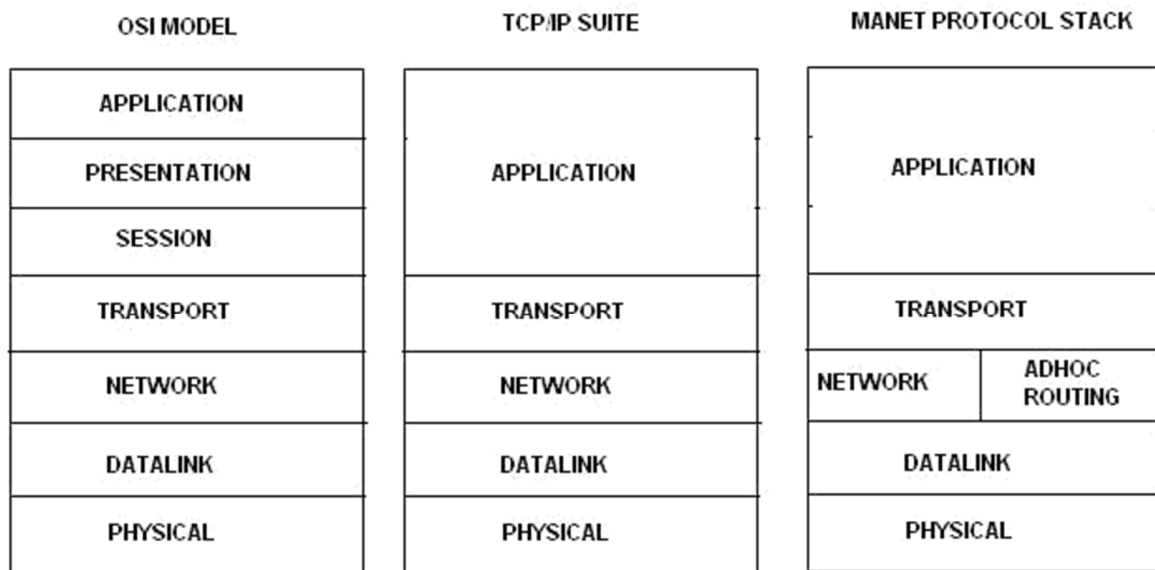 OSI MODEL
APPLICATION
PRESENTATION
SESSION
TRANSPORT
NETWORK
DATALINK
PHYSICAL
TCP/IP SUITE
APPLICATION
TRANSPORT
NETWORK
DATALINK
PHYSICAL
MANET PROTOCOL STACK
APPLICATION
TRANSPORT
NETWORK
ADHOC
ROUTING
DATALINK
PHYSICAL